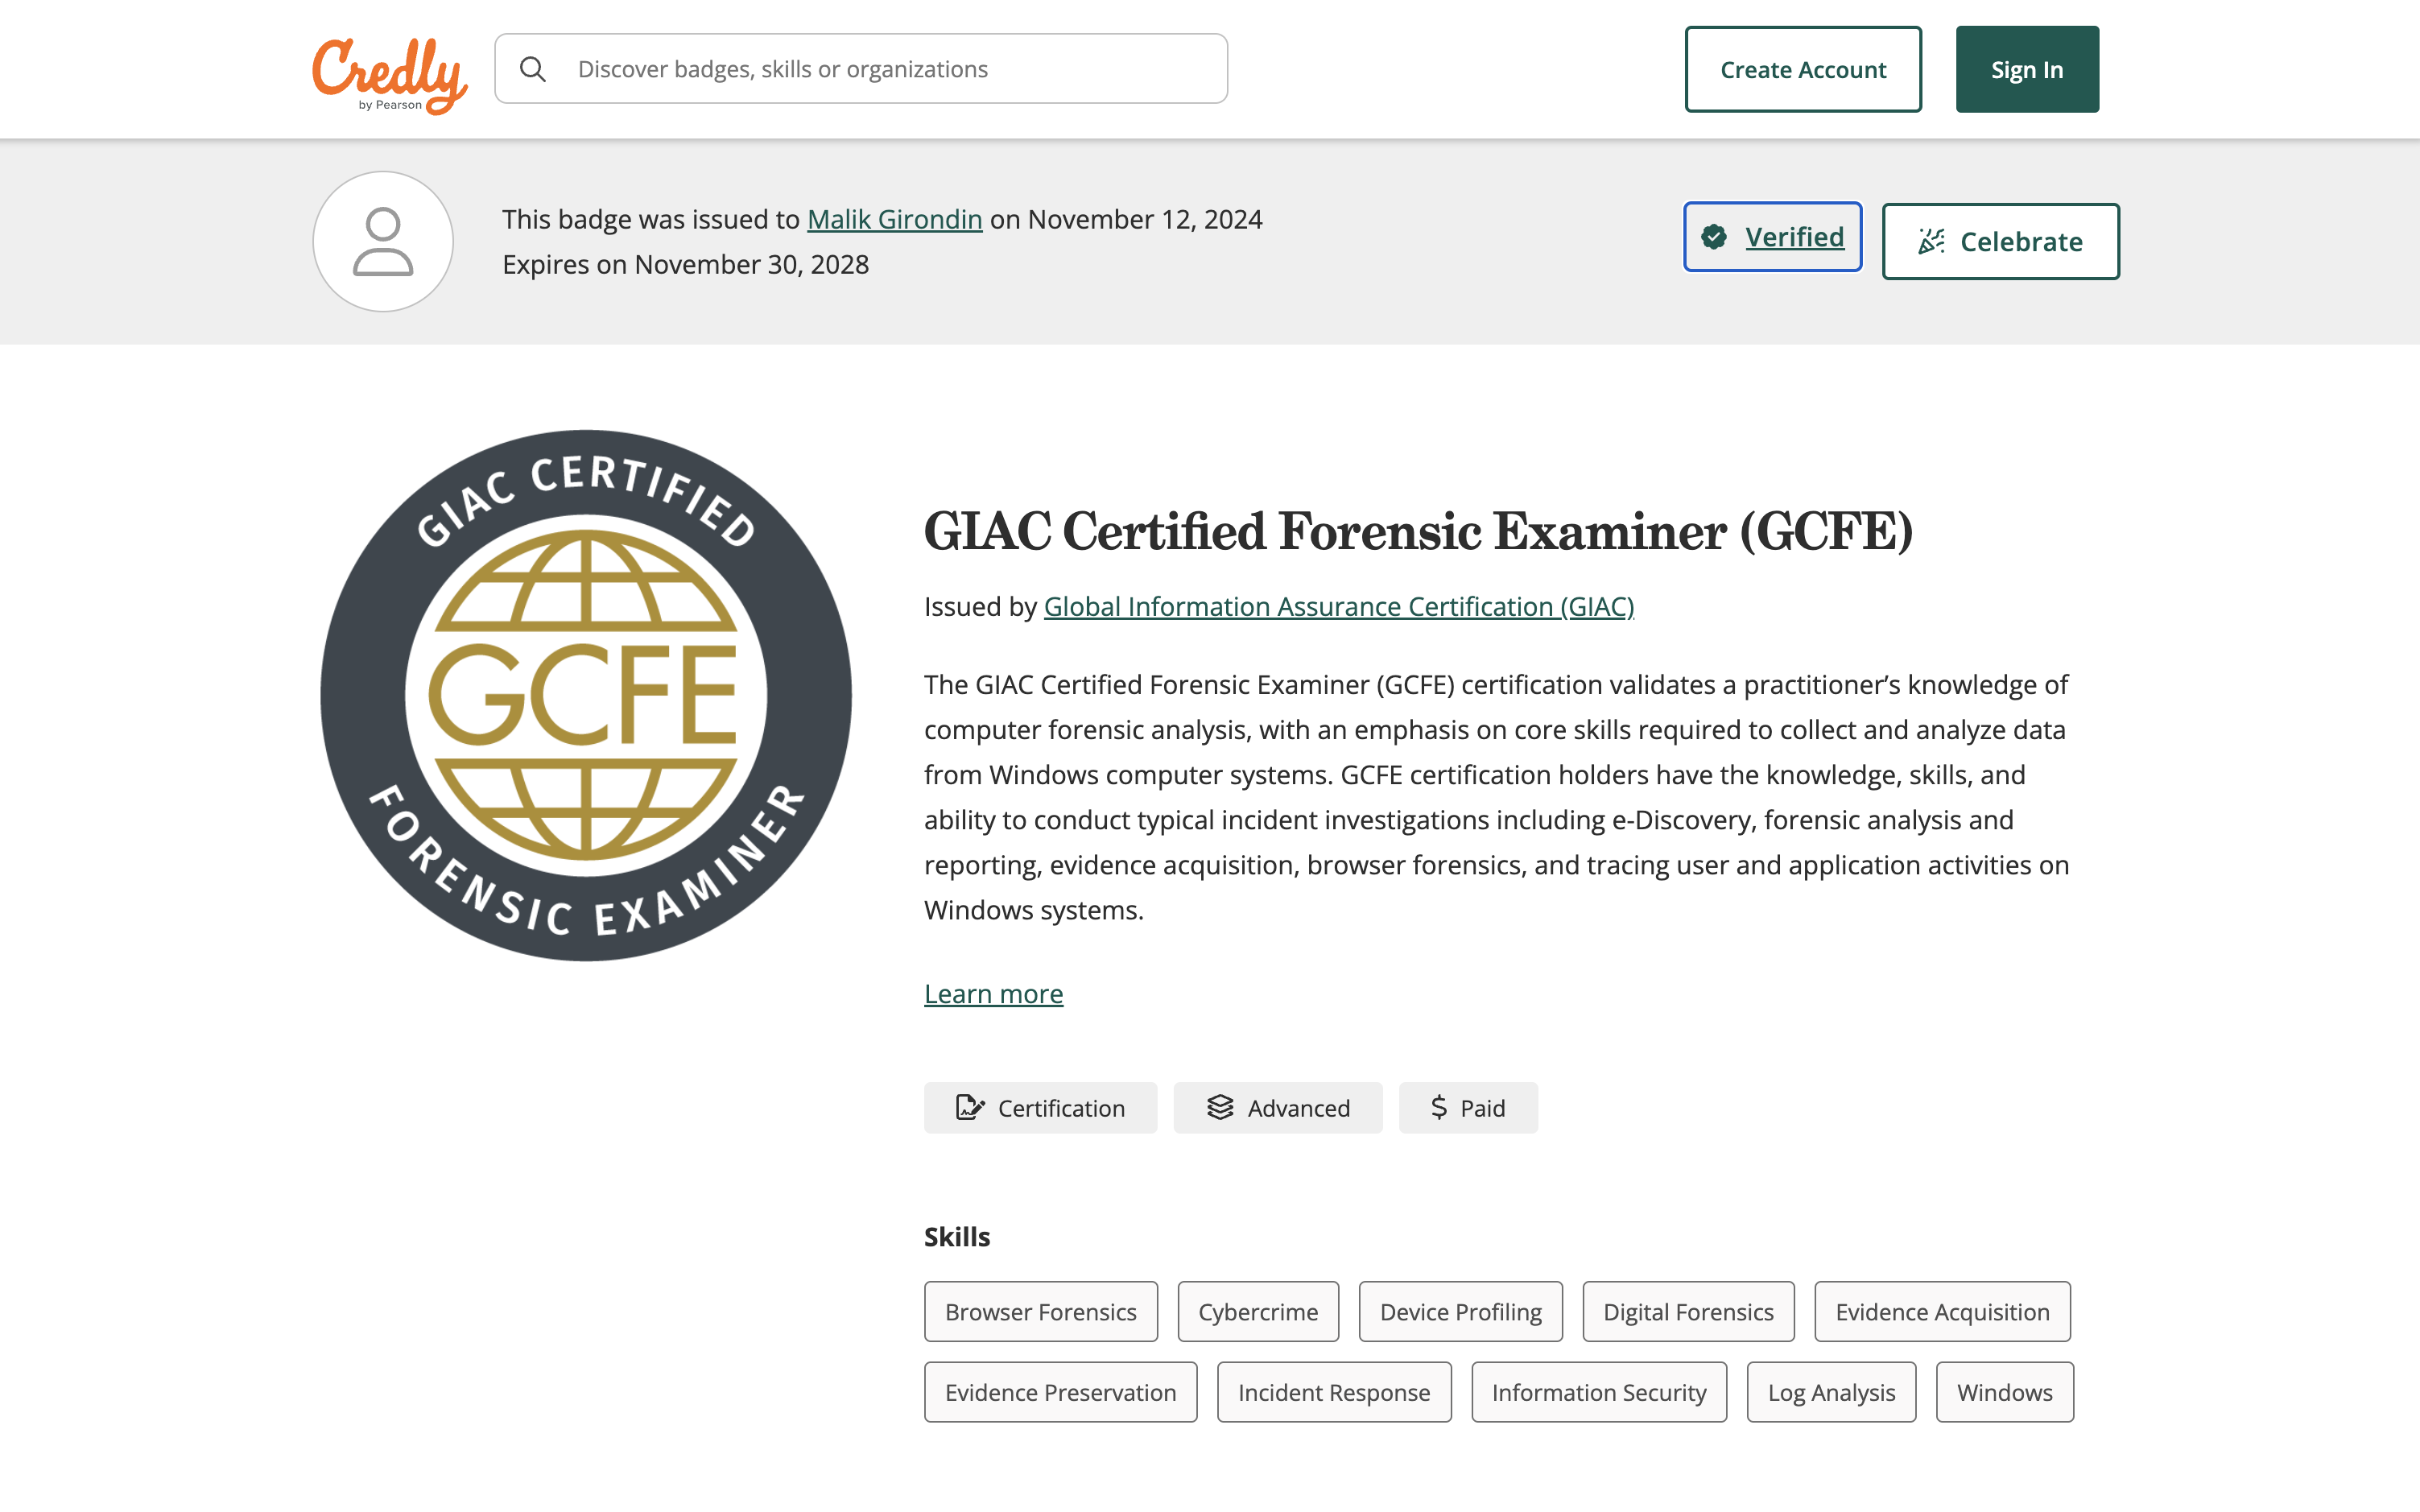 Credly
by Pearson
Discover badges, skills or organizations
Create Account
Sign In
This badge was issued to Malik Girondin on November 12, 2024
Expires on November 30, 2028
Verified
Celebrate
GIAC CERTIFIED
GCFE
FORENSIC EXAMINER
GIAC Certified Forensic Examiner (GCFE)
Issued by Global Information Assurance Certification (GIAC)
The GIAC Certified Forensic Examiner (GCFE) certification validates a practitioner’s knowledge of
computer forensic analysis, with an emphasis on core skills required to collect and analyze data
from Windows computer systems. GCFE certification holders have the knowledge, skills, and
ability to conduct typical incident investigations including e-Discovery, forensic analysis and
reporting, evidence acquisition, browser forensics, and tracing user and application activities on
Windows systems.
Learn more
Certification
Advanced
$ Paid
Skills
Browser Forensics
Cybercrime
Device Profiling
Digital Forensics
Evidence Acquisition
Evidence Preservation
Incident Response
Information Security
Log Analysis
Windows